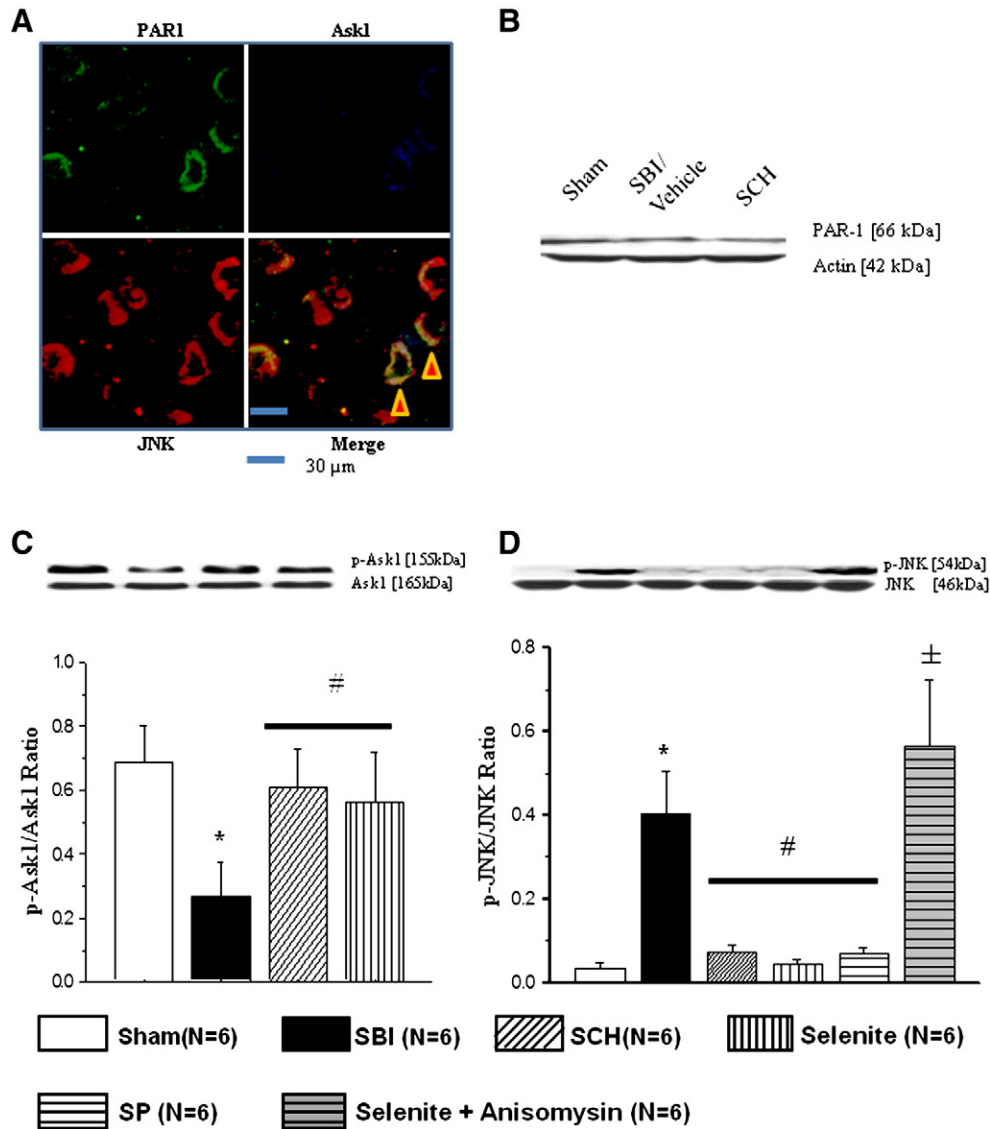 A
PAR1 Ask1
JNK Merge
30 µm
B
Sham SBI/ Vehicle SCH
PAR-1 [66 kDa]
Actin [42 kDa]
C
p-Ask1 [155kDa]
Ask1 [165kDa]
p-Ask1/Ask1 Ratio
1.0
0.8
0.6
0.4
0.2
0.0
*
#
D
p-JNK [54kDa]
JNK [46kDa]
p-JNK/JNK Ratio
0.8
0.6
0.4
0.2
0.0
*
#
±
Sham(N=6) SBI (N=6) SCH(N=6) Selenite (N=6)
SP (N=6) Selenite + Anisomysin (N=6)